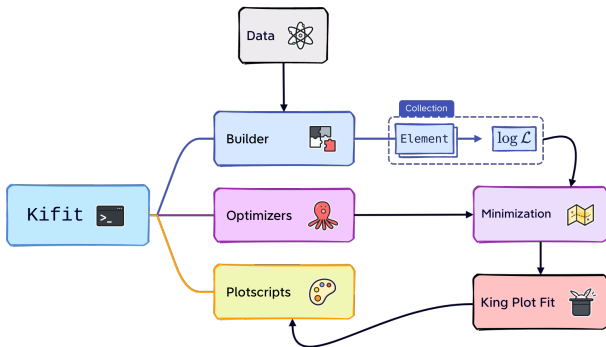 Data
Collection
Builder
Element
log ℒ
Kifit
>_
Optimizers
Minimization
Plotscripts
King Plot Fit